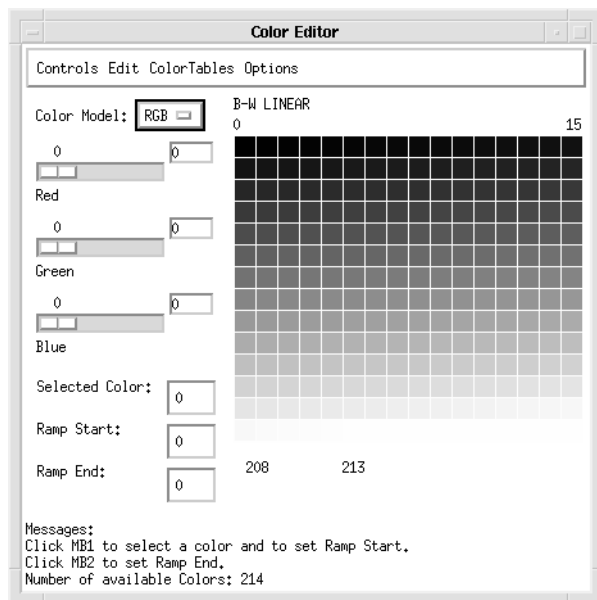 Color Editor
Controls Edit ColorTables Options
Color Model: RGB
B-W LINEAR
0 15
0 0
Red
0 0
Green
0 0
Blue
Selected Color: 0
Ramp Start: 0
Ramp End: 0
208 213
Messages:
Click MB1 to select a color and to set Ramp Start.
Click MB2 to set Ramp End.
Number of available Colors: 214